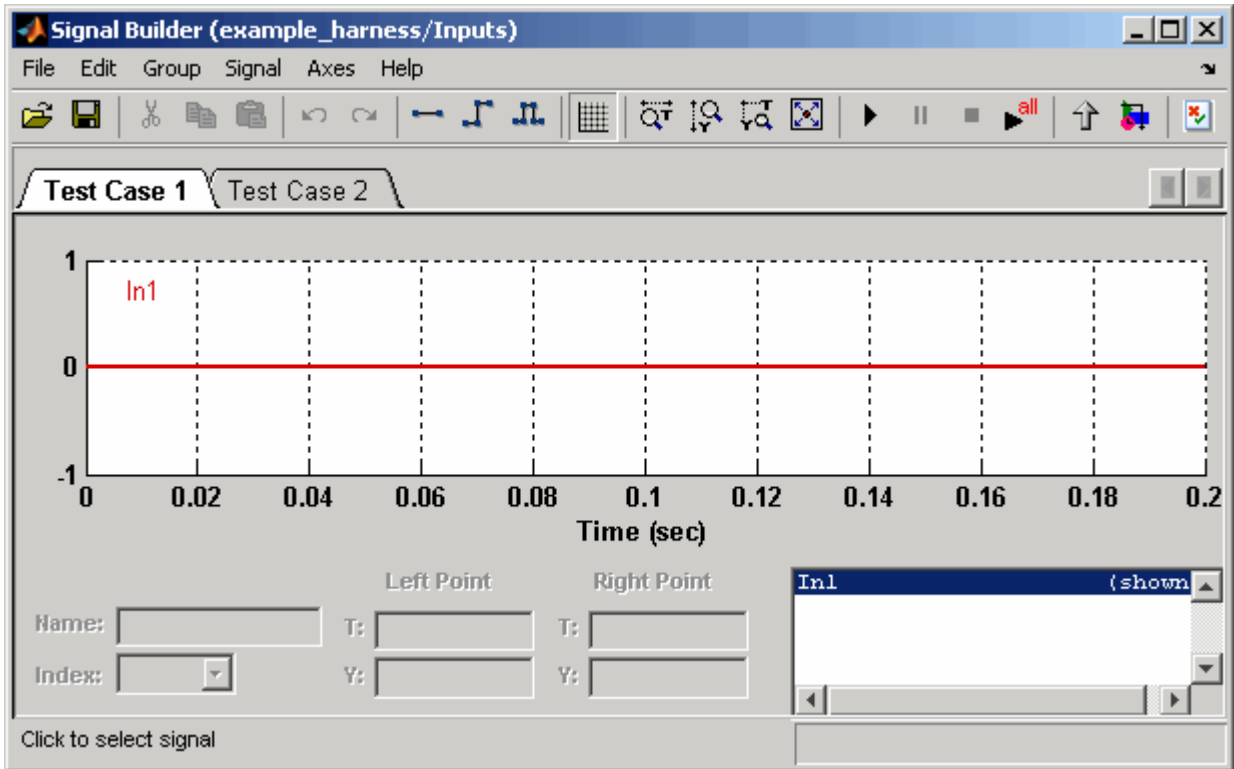 Signal Builder (example_harness/Inputs)
File Edit Group Signal Axes Help
all
Test Case 1 Test Case 2
1
In1
0
-1
0 0.02 0.04 0.06 0.08 0.1 0.12 0.14 0.16 0.18 0.2
Time (sec)
Left Point Right Point
In1 (shown
Name: T: T:
Index: Y: Y:
Click to select signal